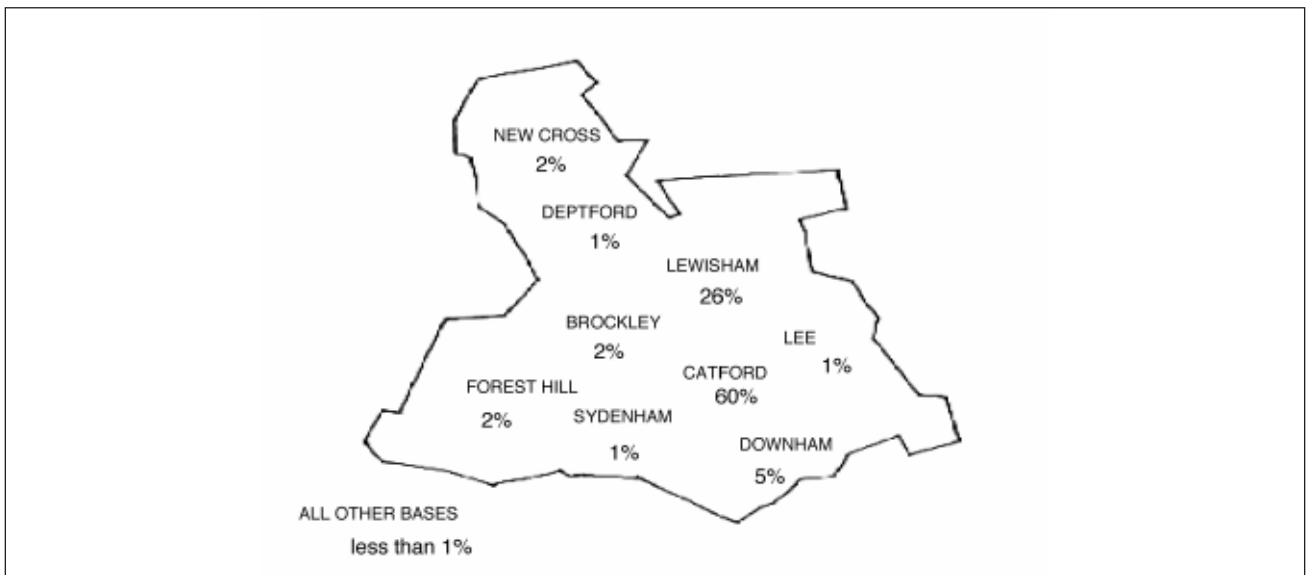 NEW CROSS
2%
DEPTFORD
1%
LEWISHAM
26%
BROCKLEY
2%
LEE
1%
CATFORD
60%
FOREST HILL
2%
SYDENHAM
1%
DOWNHAM
5%
ALL OTHER BASES
less than 1%